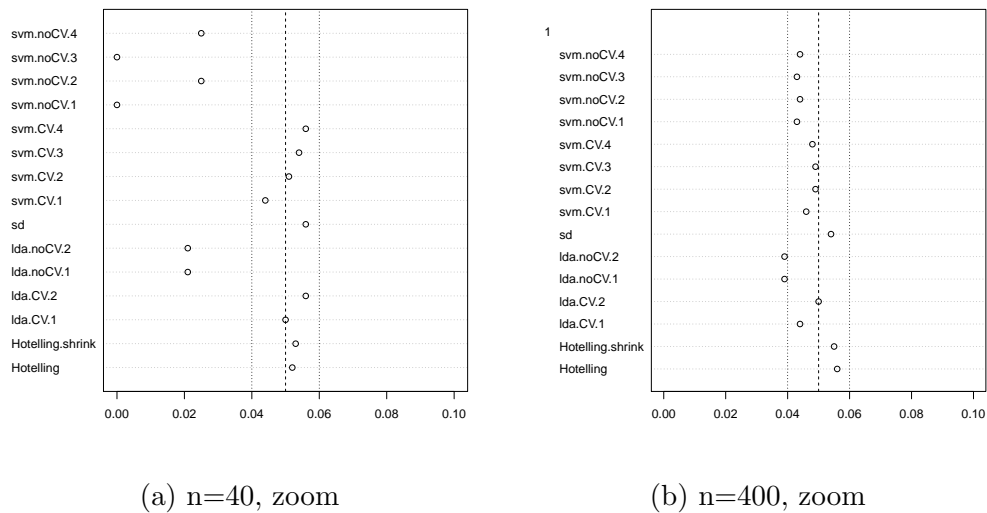 svm.noCV.4
svm.noCV.3
svm.noCV.2
svm.noCV.1
svm.CV.4
svm.CV.3
svm.CV.2
svm.CV.1
sd
lda.noCV.2
lda.noCV.1
lda.CV.2
lda.CV.1
Hotelling.shrink
Hotelling
0.00 0.02 0.04 0.06 0.08 0.10
(a) n=40, zoom
1
svm.noCV.4
svm.noCV.3
svm.noCV.2
svm.noCV.1
svm.CV.4
svm.CV.3
svm.CV.2
svm.CV.1
sd
lda.noCV.2
lda.noCV.1
lda.CV.2
lda.CV.1
Hotelling.shrink
Hotelling
0.00 0.02 0.04 0.06 0.08 0.10
(b) n=400, zoom